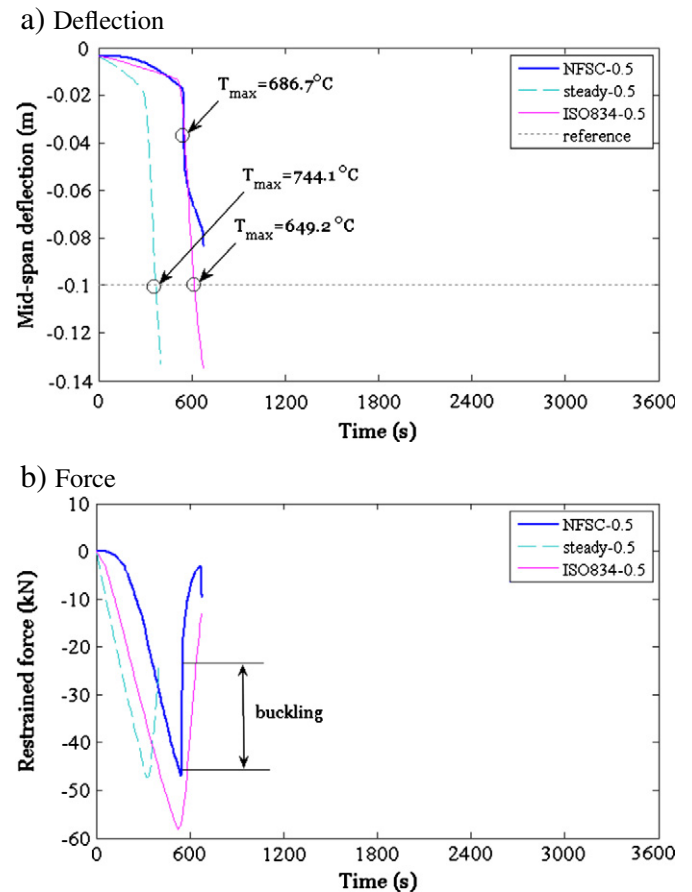 a) Deflection
0
-0.02
-0.04
-0.06
-0.08
-0.1
-0.12
-0.14
Mid-span deflection (m)
Tmax=686.7°C
Tmax=744.1°C
Tmax=649.2°C
NFSC-0.5
steady-0.5
ISO834-0.5
reference
0 600 1200 1800 2400 3000 3600
Time (s)
b) Force
10
0
-10
-20
-30
-40
-50
-60
Restrained force (kN)
NFSC-0.5
steady-0.5
ISO834-0.5
buckling
0 600 1200 1800 2400 3000 3600
Time (s)